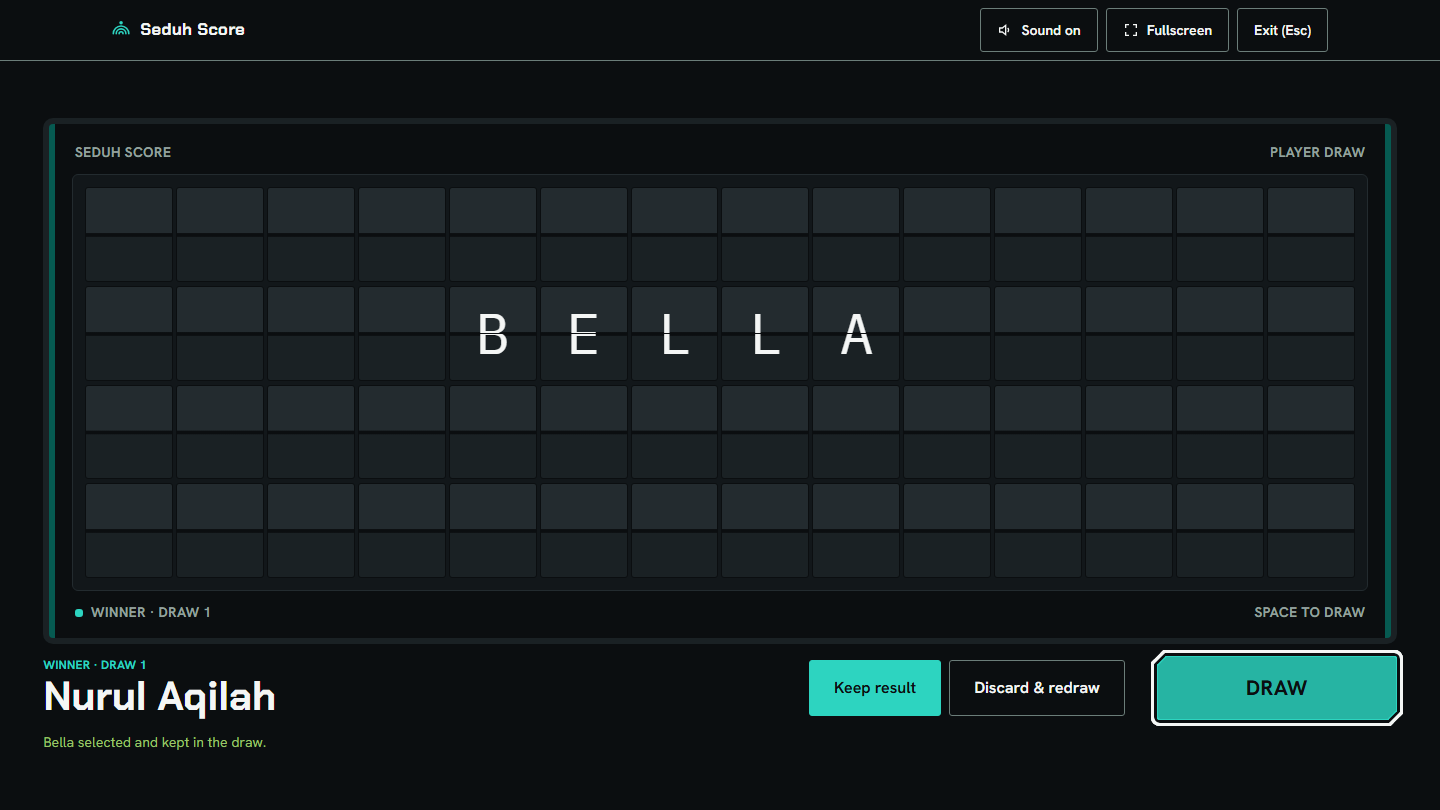 Seduh Score
Sound on
Fullscreen
Exit (Esc)
SEDUH SCORE
PLAYER DRAW
BELLA
WINNER · DRAW 1
SPACE TO DRAW
WINNER · DRAW 1
Nurul Aqilah
Keep result
Discard & redraw
DRAW
Bella selected and kept in the draw.